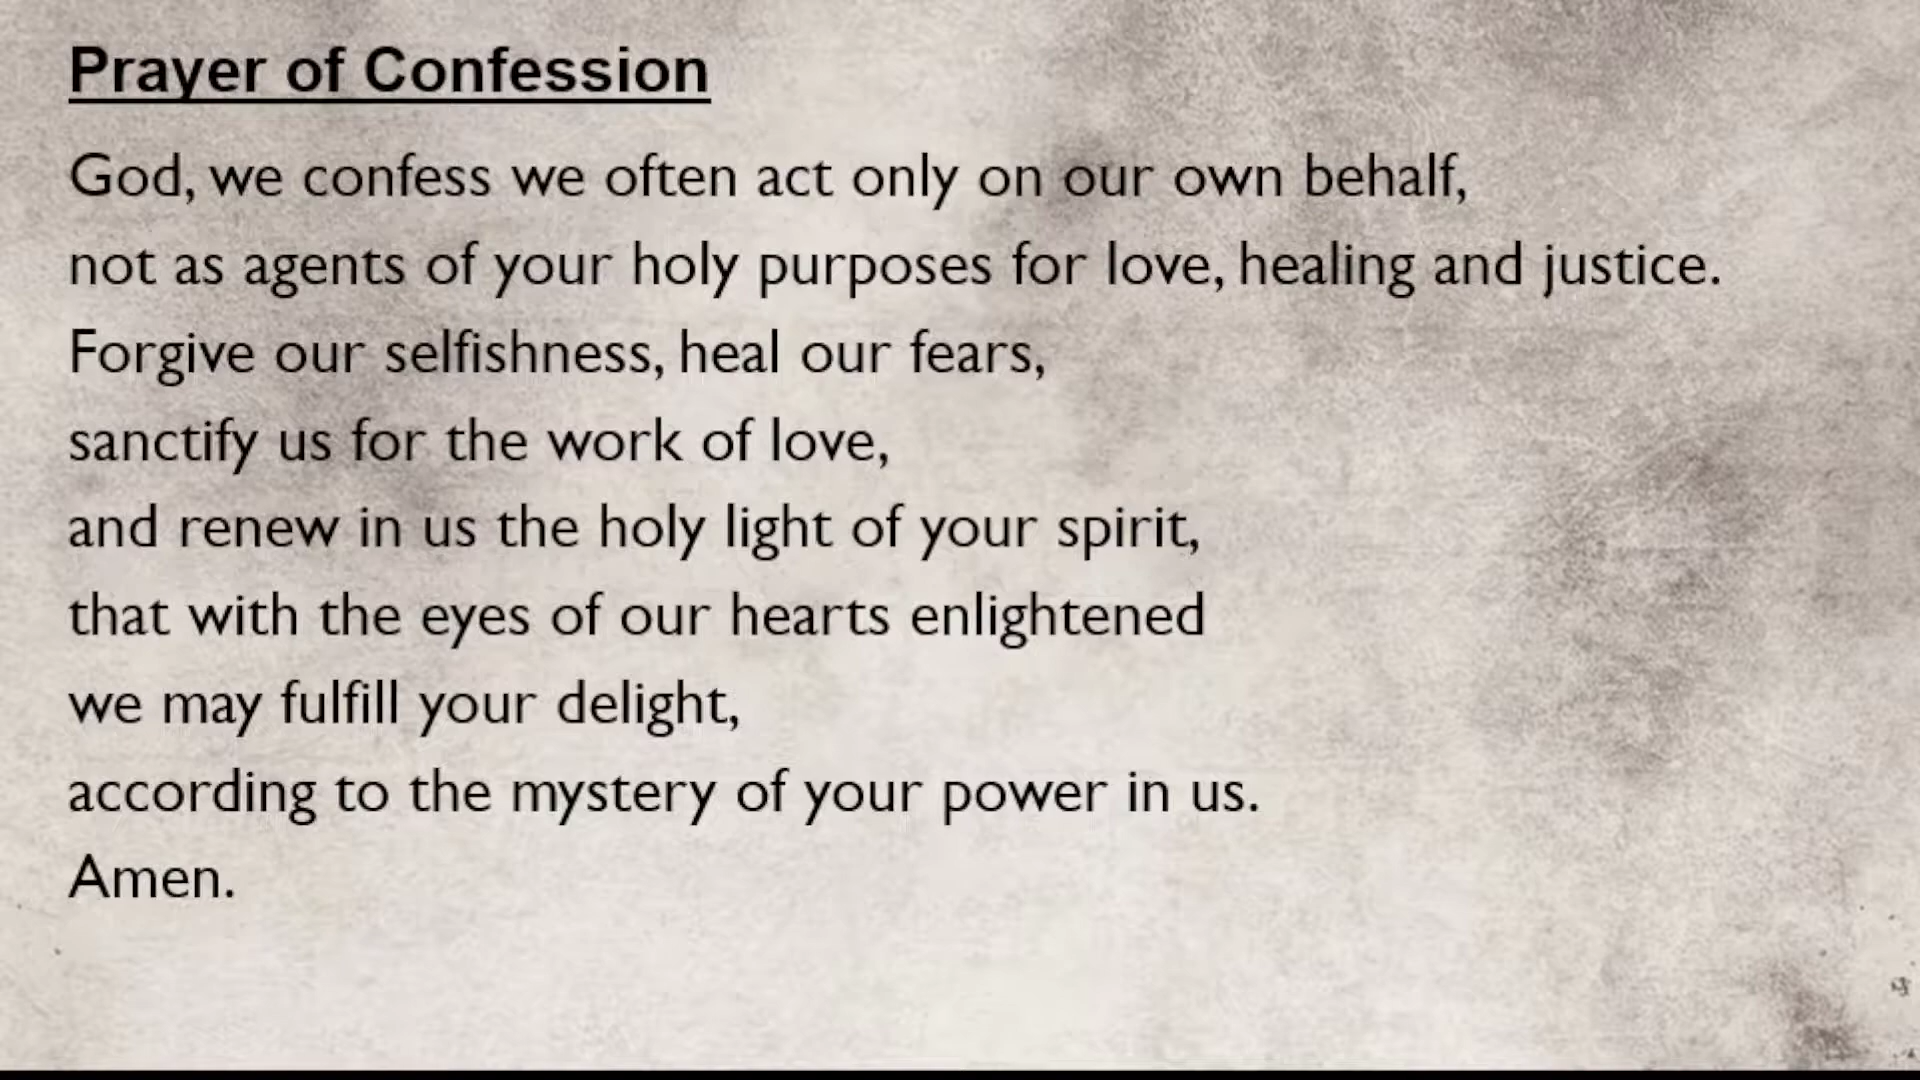 Prayer of Confession
God, we confess we often act only on our own behalf,
not as agents of your holy purposes for love, healing and justice.
Forgive our selfishness, heal our fears,
sanctify us for the work of love,
and renew in us the holy light of your spirit,
that with the eyes of our hearts enlightened
we may fulfill your delight,
according to the mystery of your power in us.
Amen.